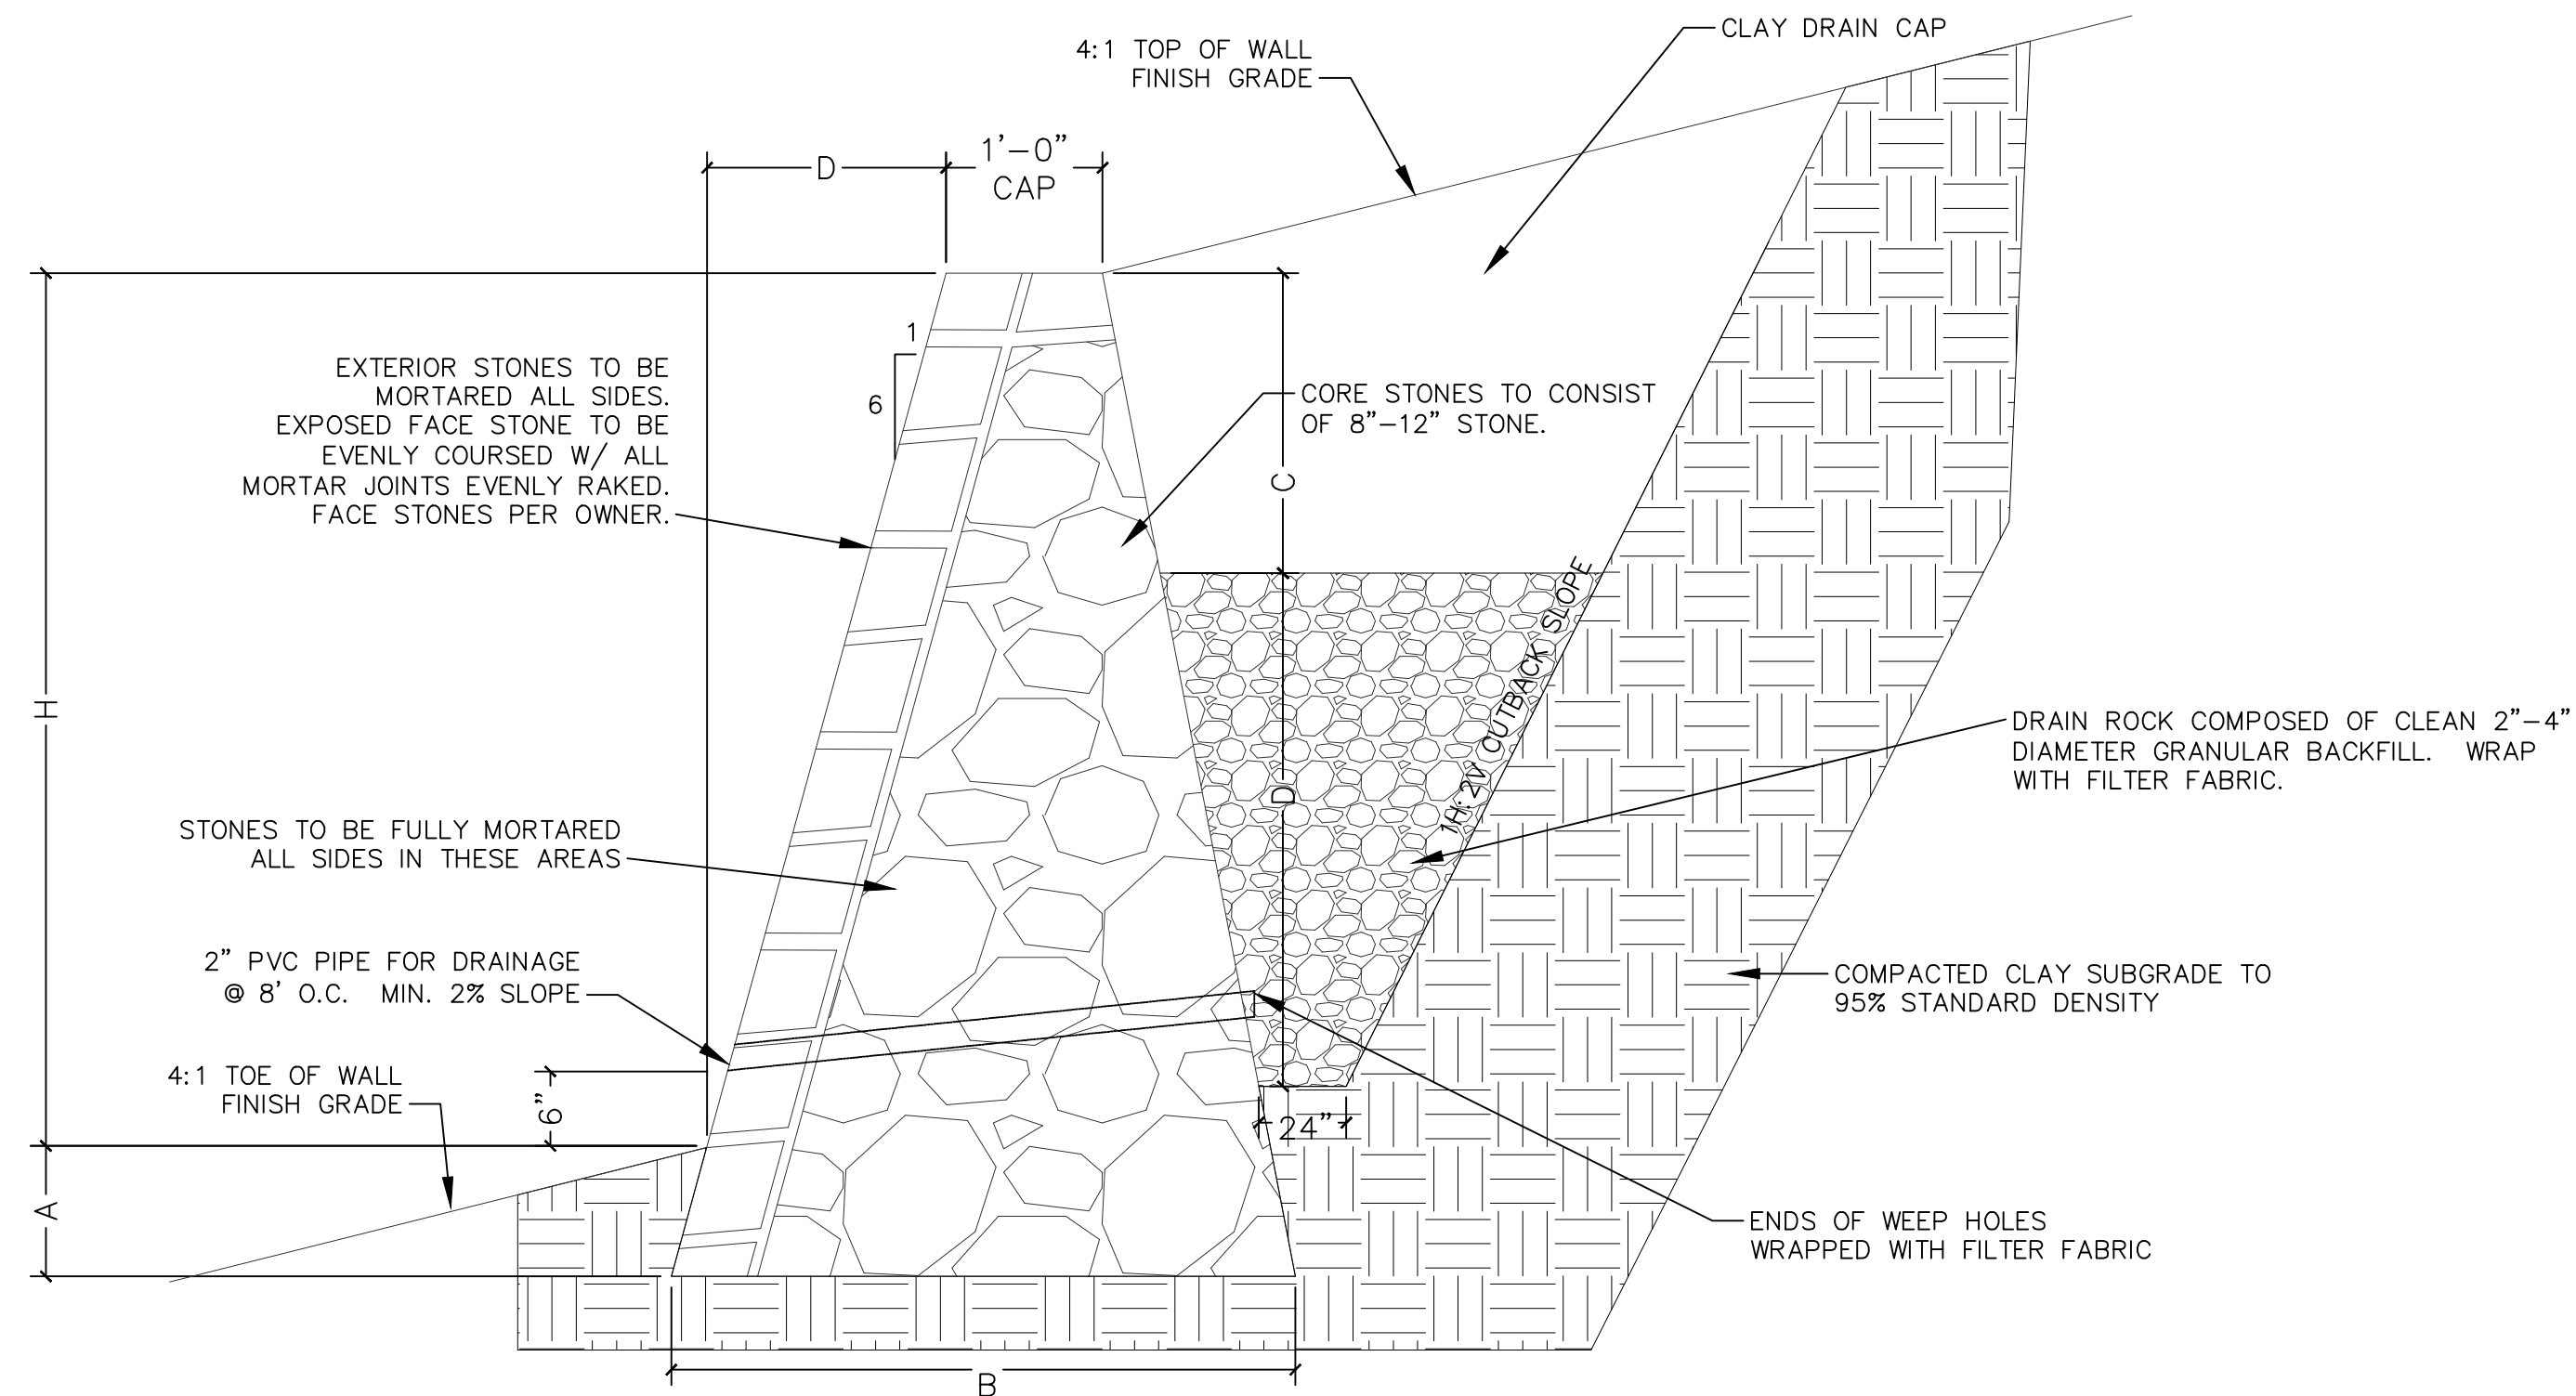 CLAY DRAIN CAP
4:1 TOP OF WALL
FINISH GRADE
D
1'-0"
CAP
1
6
EXTERIOR STONES TO BE
MORTARED ALL SIDES.
EXPOSED FACE STONE TO BE
EVENLY COURSED W/ ALL
MORTAR JOINTS EVENLY RAKED.
FACE STONES PER OWNER.
CORE STONES TO CONSIST
OF 8"-12" STONE.
C
H
1H:2V CUTBACK SLOPE
D
DRAIN ROCK COMPOSED OF CLEAN 2"-4"
DIAMETER GRANULAR BACKFILL. WRAP
WITH FILTER FABRIC.
STONES TO BE FULLY MORTARED
ALL SIDES IN THESE AREAS
2" PVC PIPE FOR DRAINAGE
@ 8' O.C. MIN. 2% SLOPE
COMPACTED CLAY SUBGRADE TO
95% STANDARD DENSITY
4:1 TOE OF WALL
FINISH GRADE
6"
24"
A
ENDS OF WEEP HOLES
WRAPPED WITH FILTER FABRIC
B